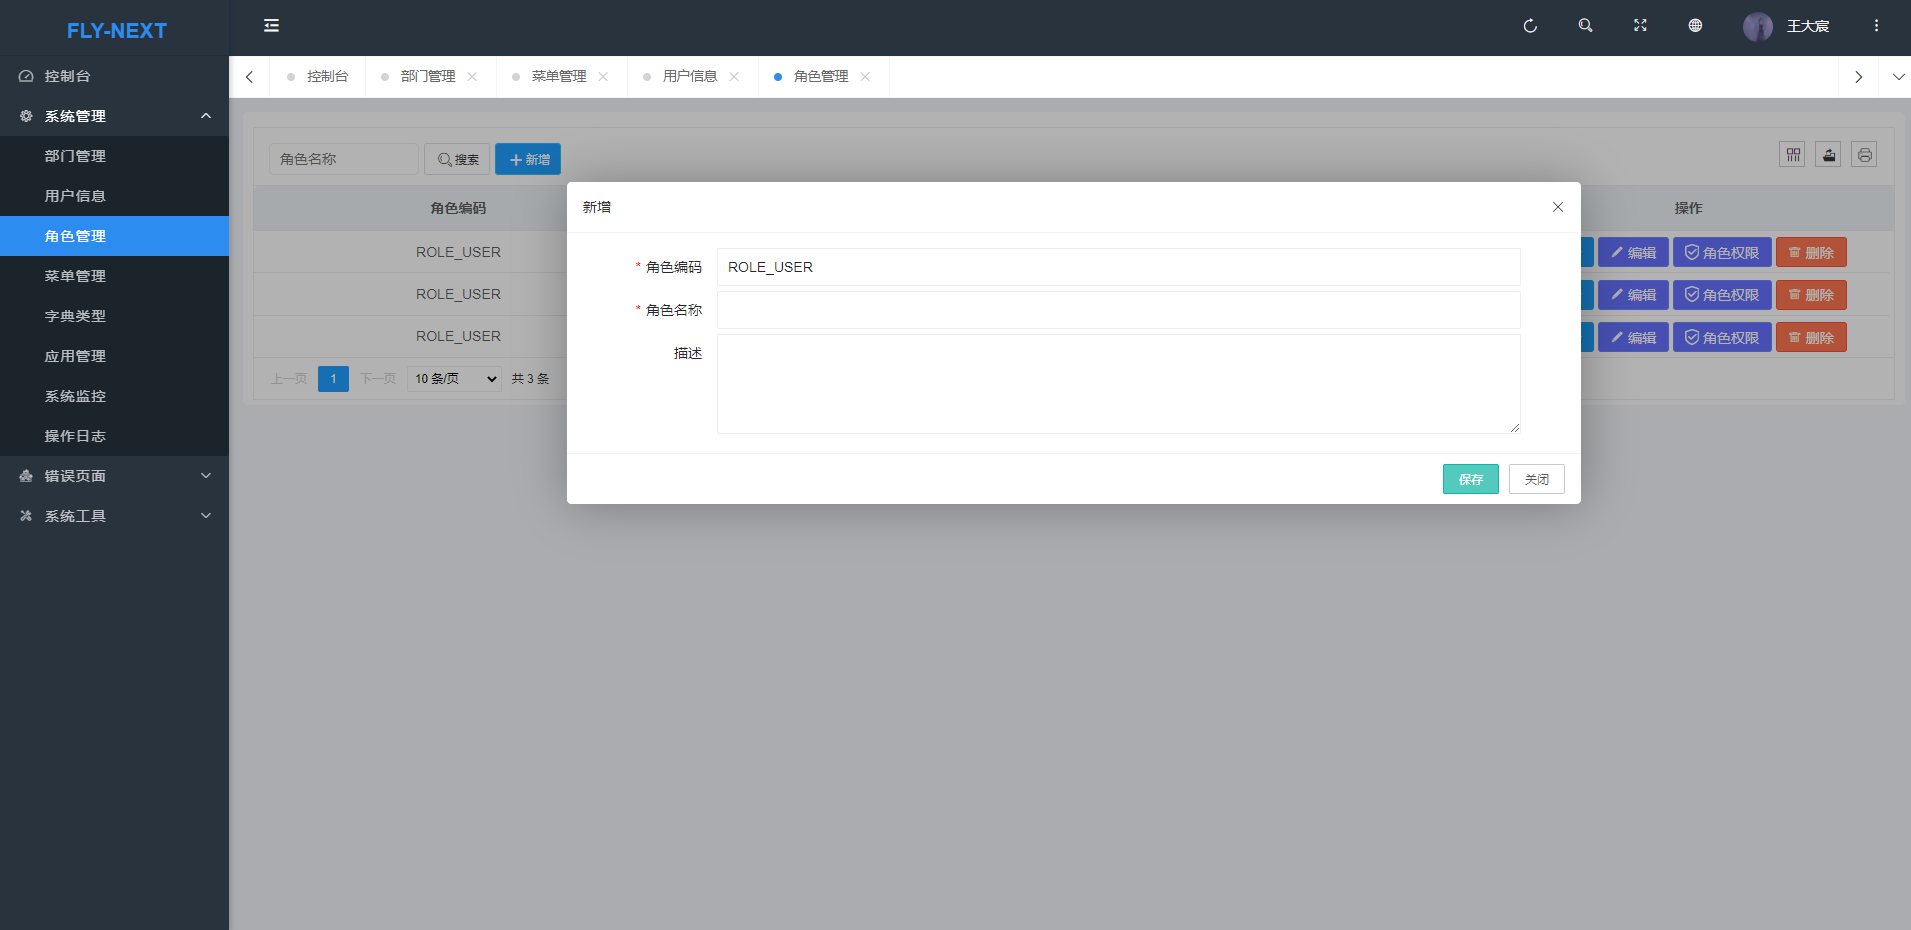 FLY-NEXT
王大宸
控制台
系统管理
部门管理
用户信息
角色管理
菜单管理
字典类型
应用管理
系统监控
操作日志
错误页面
系统工具
控制台 部门管理 菜单管理 用户信息 角色管理
角色名称 搜索 新增
角色编码 操作
ROLE_USER 编辑 角色权限 删除
ROLE_USER 编辑 角色权限 删除
ROLE_USER 编辑 角色权限 删除
上一页 1 下一页 10 条/页 共 3 条
新增
* 角色编码 ROLE_USER
* 角色名称
描述
保存 关闭